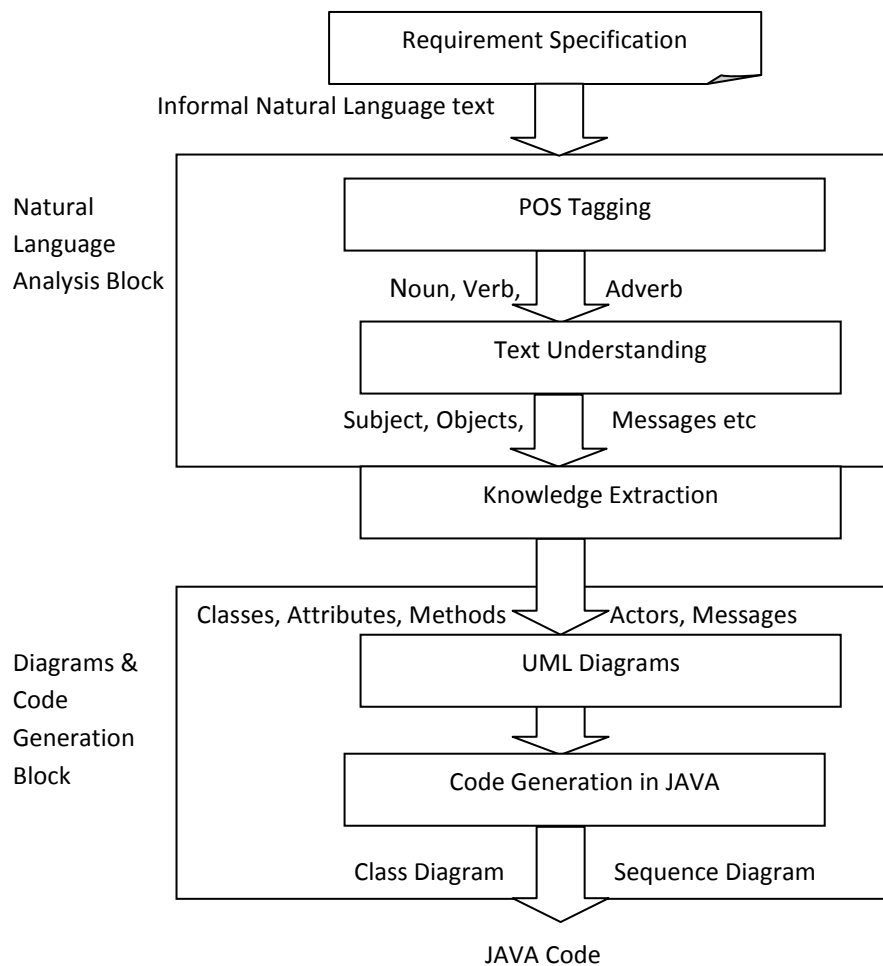 Requirement Specification
Informal Natural Language text
Natural
Language
Analysis Block
POS Tagging
Noun, Verb, Adverb
Text Understanding
Subject, Objects, Messages etc
Knowledge Extraction
Classes, Attributes, Methods Actors, Messages
Diagrams &
Code
Generation
Block
UML Diagrams
Code Generation in JAVA
Class Diagram Sequence Diagram
JAVA Code